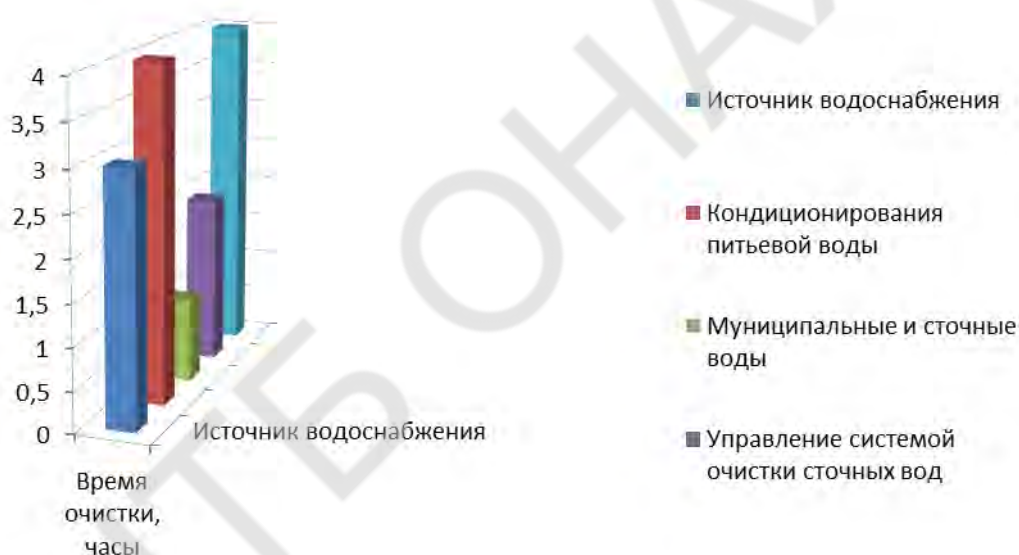 4
3,5
3
2,5
2
1,5
1
0,5
0
Источник водоснабжения
Время
очистки,
часы
Источник водоснабжения
Кондиционирования
питьевой воды
Муниципальные и сточные
воды
Управление системой
очистки сточных вод